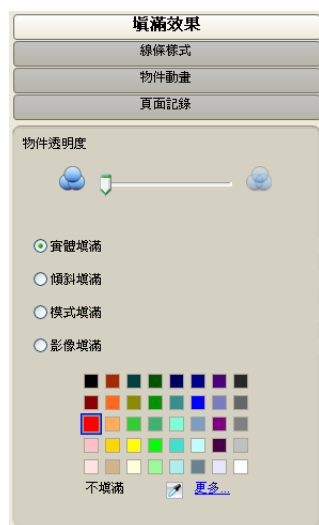 填滿效果
線條樣式
物件動畫
頁面記錄
物件透明度
實體填滿
傾斜填滿
模式填滿
影像填滿
不填滿 更多...